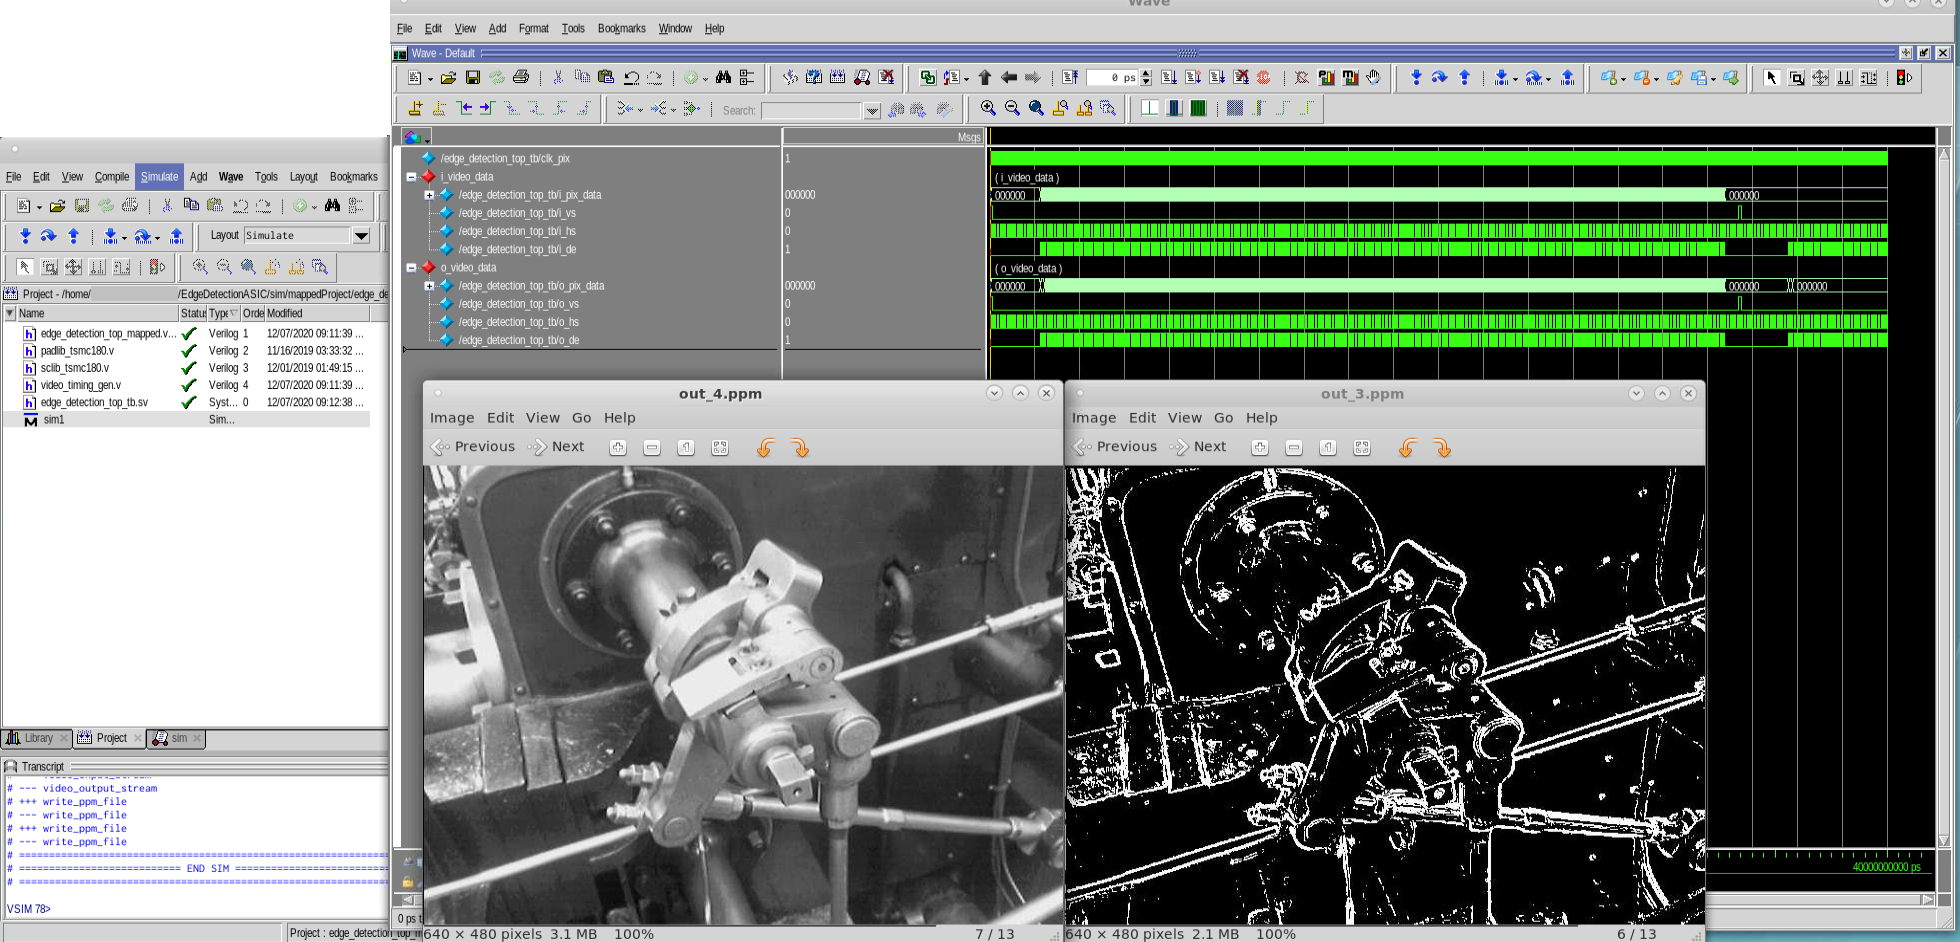 Wave
File Edit View Add Format Tools Bookmarks Window Help
Wave - Default
0 ps
Search:
Msgs
/edge_detection_top_tb/clk_pix 1
i_video_data ( i_video_data )
/edge_detection_top_tb/i_pix_data 000000 000000 000000
/edge_detection_top_tb/i_vs 0
/edge_detection_top_tb/i_hs 0
/edge_detection_top_tb/i_de 1
o_video_data ( o_video_data )
/edge_detection_top_tb/o_pix_data 000000 000000 000000 000000
/edge_detection_top_tb/o_vs 0
/edge_detection_top_tb/o_hs 0
/edge_detection_top_tb/o_de 1
40000000000 ps
0 ps t
File Edit View Compile Simulate Add Wave Tools Layout Bookmarks
Layout Simulate
Project - /home/ /EdgeDetectionASIC/sim/mappedProject/edge_de
Name Status Type Orde Modified
edge_detection_top_mapped.v... Verilog 1 12/07/2020 09:11:39 ...
padlib_tsmc180.v Verilog 2 11/16/2019 03:33:32 ...
sclib_tsmc180.v Verilog 3 12/01/2019 01:49:15 ...
video_timing_gen.v Verilog 4 12/07/2020 09:11:39 ...
edge_detection_top_tb.sv Syst... 0 12/07/2020 09:12:38 ...
sim1 Sim...
Library Project sim
Transcript
# --- video_output_stream
# +++ write_ppm_file
# --- write_ppm_file
# +++ write_ppm_file
# --- write_ppm_file
# ==============================================================
# =========================== END SIM ==========================
# ==============================================================
VSIM 78>
Project : edge_detection_top_m
out_4.ppm
Image Edit View Go Help
Previous Next
640 × 480 pixels 3.1 MB 100% 7 / 13
out_3.ppm
Image Edit View Go Help
Previous Next
640 × 480 pixels 2.1 MB 100% 6 / 13